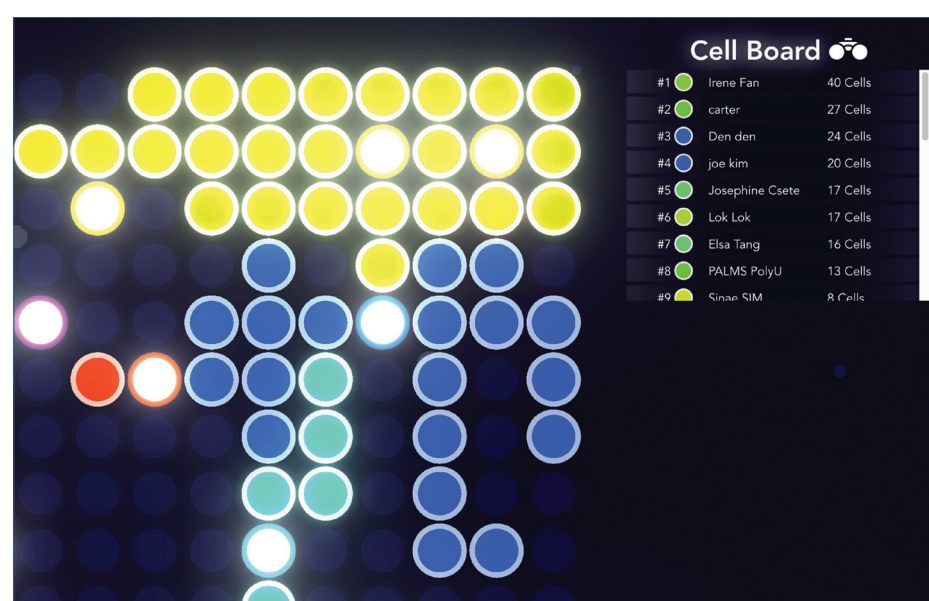 Cell Board
#1 Irene Fan 40 Cells
#2 carter 27 Cells
#3 Den den 24 Cells
#4 joe kim 20 Cells
#5 Josephine Csete 17 Cells
#6 Lok Lok 17 Cells
#7 Elsa Tang 16 Cells
#8 PALMS PolyU 13 Cells
#9 Sinae SIM 8 Cells